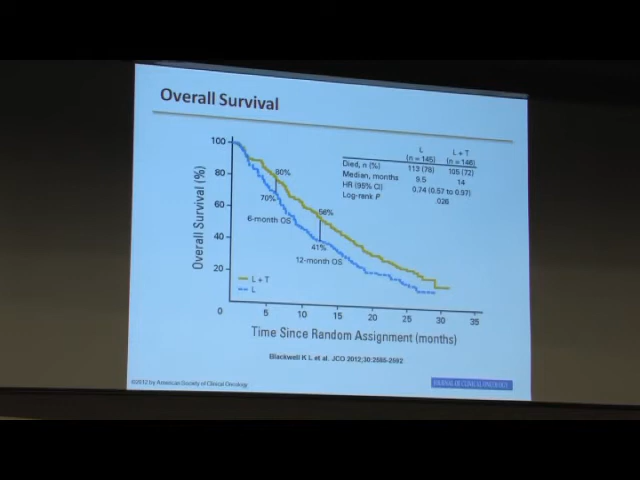 Overall Survival
L
(n = 145)
L + T
(n = 146)
Died, n (%) 113 (78) 105 (72)
Median, months 9.5 14
HR (95% CI) 0.74 (0.57 to 0.97)
Log-rank P .026
Overall Survival (%)
100
80
60
40
20
80%
70%
6-month OS
56%
41%
12-month OS
L + T
L
0 5 10 15 20 25 30 35
Time Since Random Assignment (months)
Blackwell K L et al. JCO 2012;30:2585-2592
©2012 by American Society of Clinical Oncology
JOURNAL OF CLINICAL ONCOLOGY